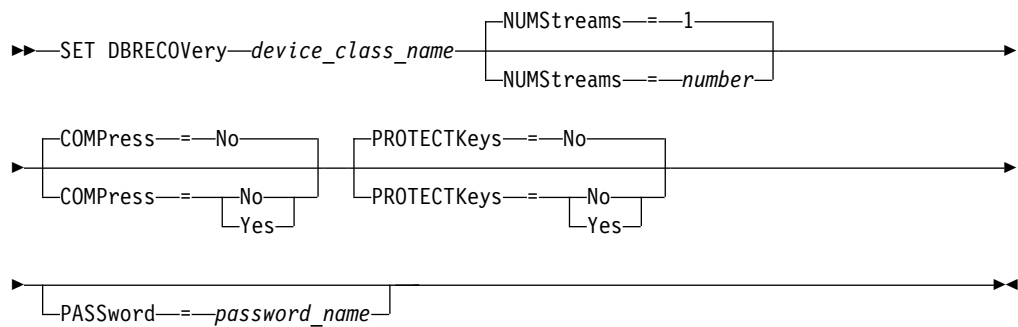 NUMStreams = 1
SET DBRECOVery device_class_name
NUMStreams = number
COMPress = No PROTECTKeys = No
COMPress = No PROTECTKeys = No
Yes Yes
PASSword = password_name